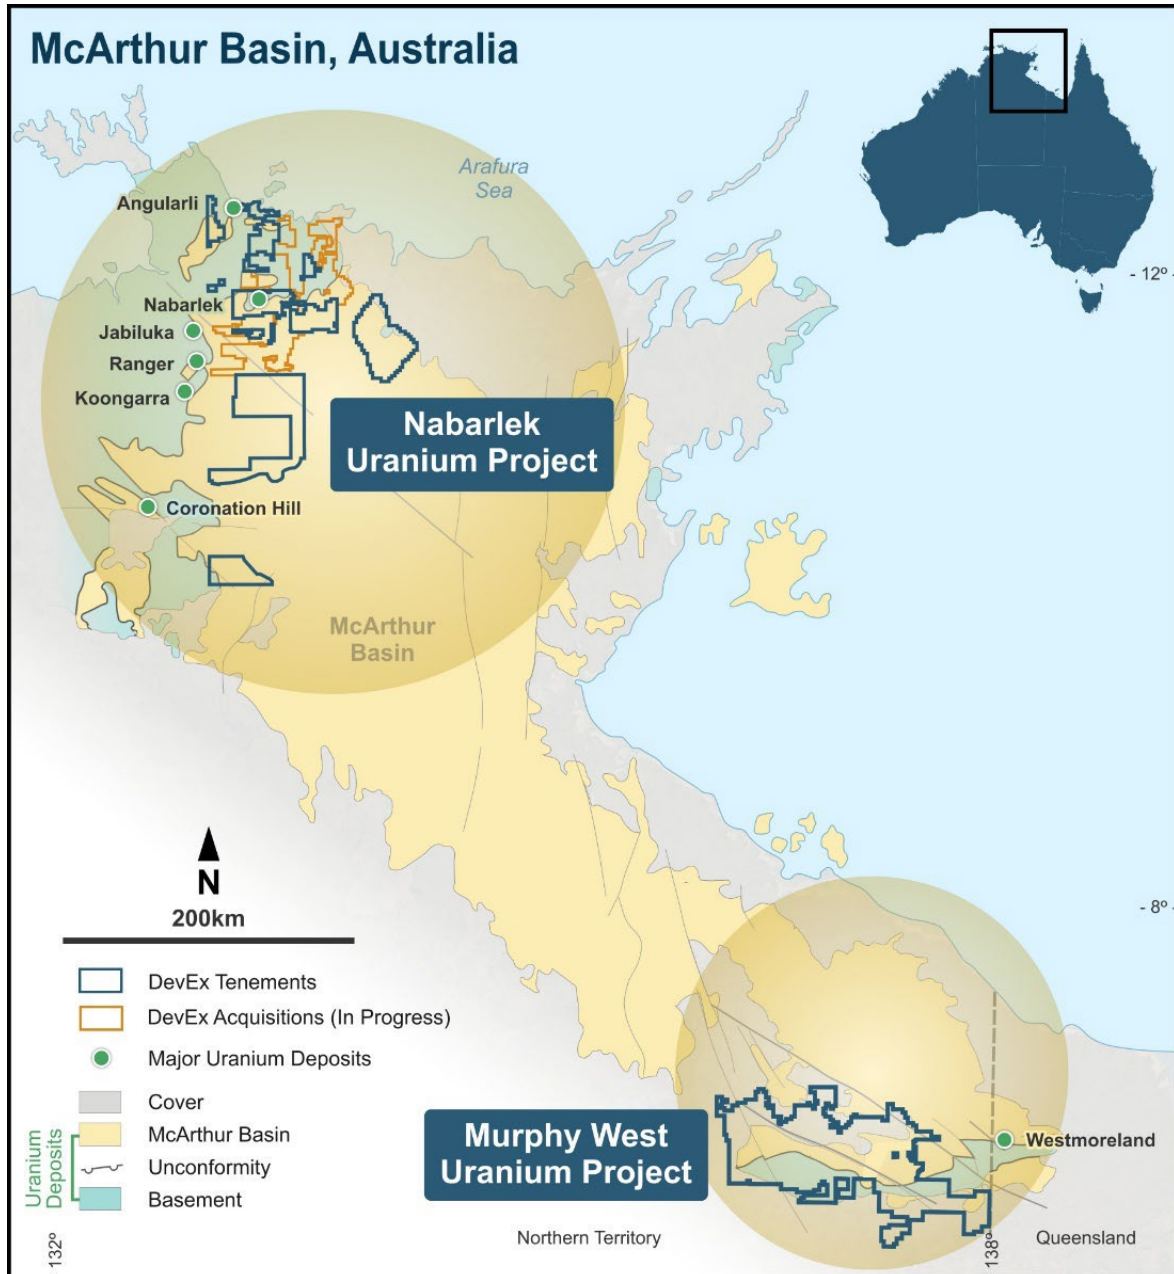 McArthur Basin, Australia
Arafura
Sea
Angularli
- 12º -
Nabarlek
Jabiluka
Ranger
Koongarra
Nabarlek
Uranium Project
Coronation Hill
McArthur
Basin
N
200km
- 8º -
DevEx Tenements
DevEx Acquisitions (In Progress)
Major Uranium Deposits
Cover
McArthur Basin
Unconformity
Basement
Uranium
Deposits
Murphy West
Uranium Project
Westmoreland
132º
Northern Territory
138º
Queensland